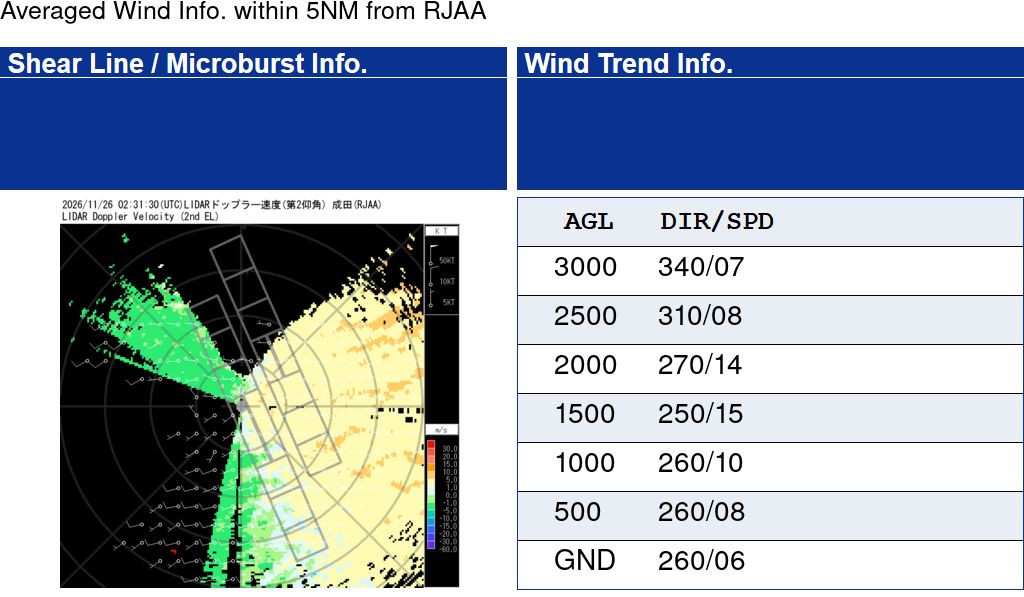 Averaged Wind Info. within 5NM from RJAA
Shear Line / Microburst Info.
Wind Trend Info.
2026/11/26 02:31:30(UTC)LIDARドップラー速度(第2仰角) 成田(RJAA)
LIDAR Doppler Velocity (2nd EL)
K T
50KT
10KT
5KT
m/s
30.0
20.0
15.0
10.0
5.0
1.0
0.0
-1.0
-5.0
-10.0
-15.0
-20.0
-30.0
-60.0
AGL DIR/SPD
3000 340/07
2500 310/08
2000 270/14
1500 250/15
1000 260/10
500 260/08
GND 260/06